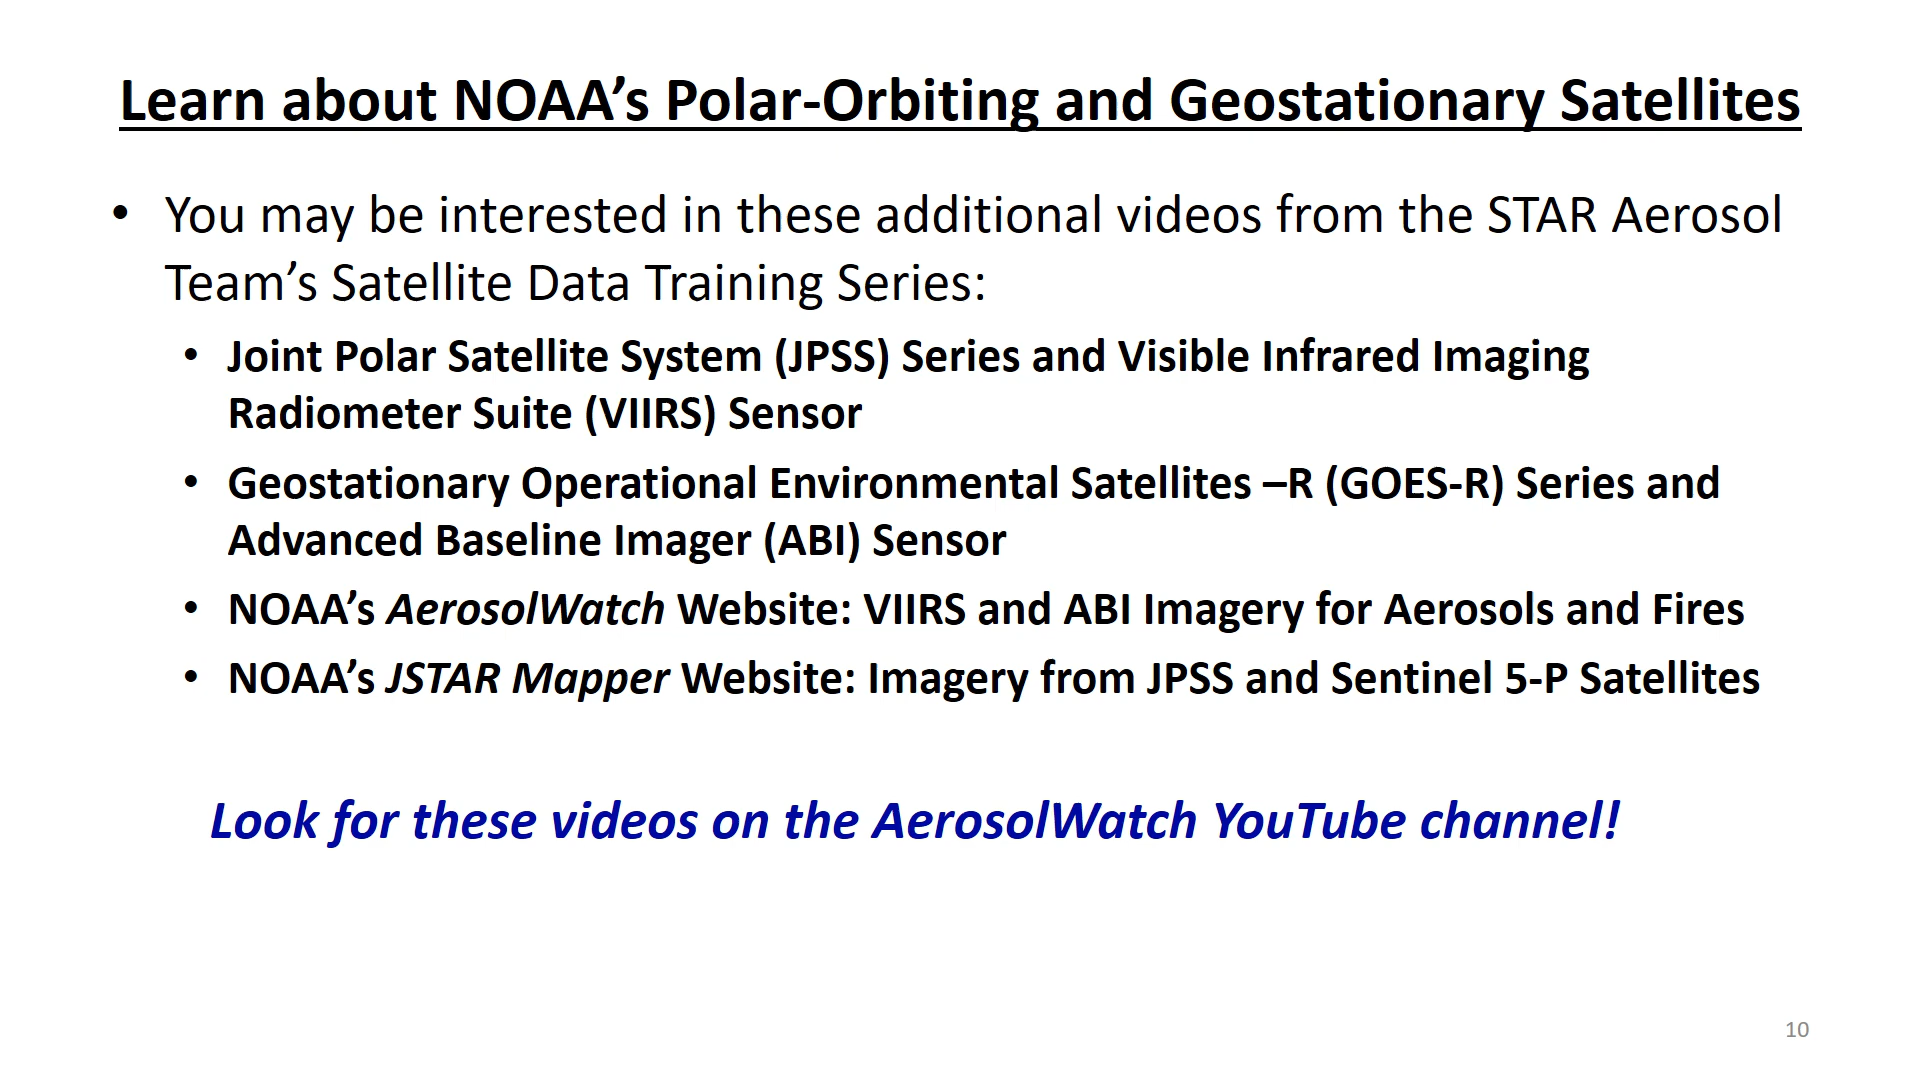 Learn about NOAA’s Polar-Orbiting and Geostationary Satellites
• You may be interested in these additional videos from the STAR Aerosol
Team’s Satellite Data Training Series:
• Joint Polar Satellite System (JPSS) Series and Visible Infrared Imaging
Radiometer Suite (VIIRS) Sensor
• Geostationary Operational Environmental Satellites –R (GOES-R) Series and
Advanced Baseline Imager (ABI) Sensor
• NOAA’s AerosolWatch Website: VIIRS and ABI Imagery for Aerosols and Fires
• NOAA’s JSTAR Mapper Website: Imagery from JPSS and Sentinel 5-P Satellites
Look for these videos on the AerosolWatch YouTube channel!
10